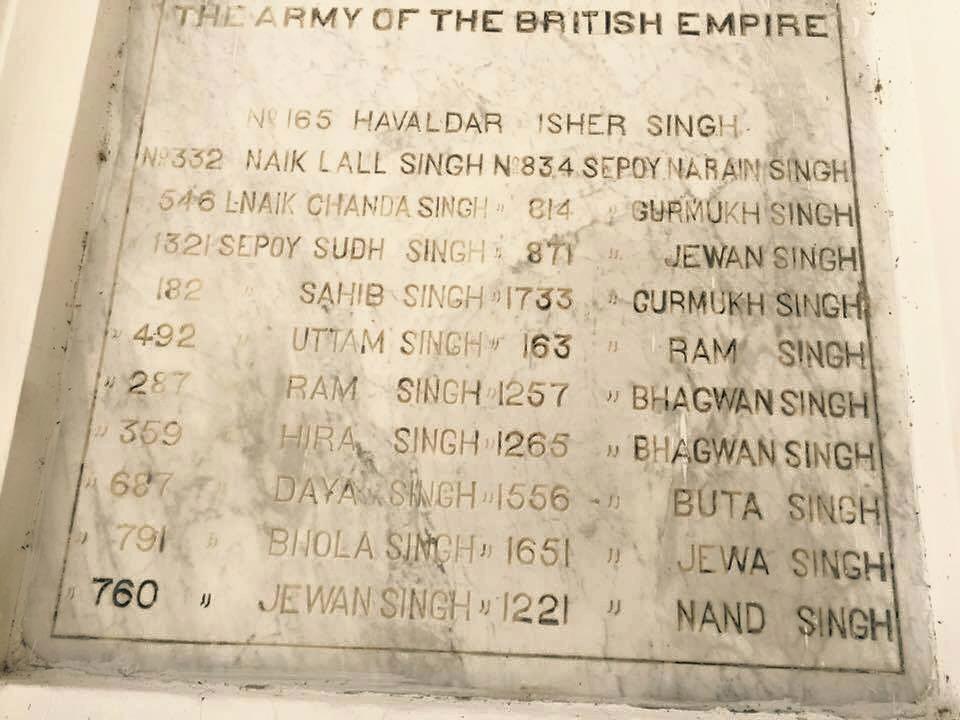 THE ARMY OF THE BRITISH EMPIRE
No 165 HAVALDAR ISHER SINGH
No 332 NAIK LALL SINGH No 834 SEPOY NARAIN SINGH
546 LNAIK CHANDA SINGH " 814 " GURMUKH SINGH
1321 SEPOY SUDH SINGH " 871 " JEWAN SINGH
182 " SAHIB SINGH " 1733 " GURMUKH SINGH
" 492 " UTTAM SINGH " 163 " RAM SINGH
" 287 RAM SINGH " 1257 " BHAGWAN SINGH
" 359 HIRA SINGH " 1265 " BHAGWAN SINGH
" 687 " DAYA SINGH " 1556 " BUTA SINGH
" 791 " BHOLA SINGH " 1651 " JEWA SINGH
" 760 " JEWAN SINGH " 1221 " NAND SINGH